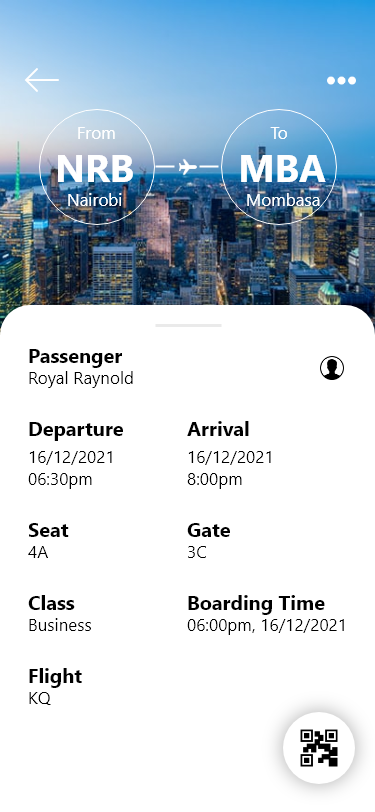 From
NRB
Nairobi
To
MBA
Mombasa
Passenger
Royal Raynold
Departure
16/12/2021
06:30pm
Arrival
16/12/2021
8:00pm
Seat
4A
Gate
3C
Class
Business
Boarding Time
06:00pm, 16/12/2021
Flight
KQ